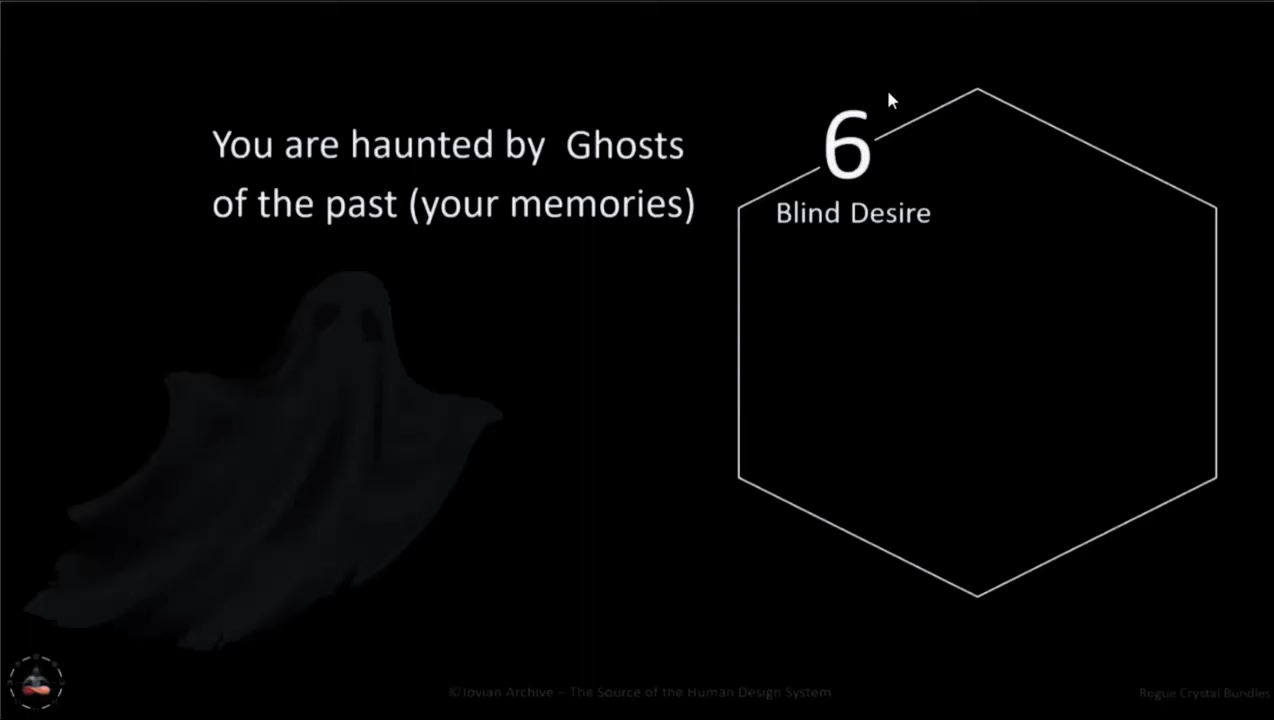 You are haunted by Ghosts
of the past (your memories)
6
Blind Desire
©Jovian Archive – The Source of the Human Design System
Rogue Crystal Bundles